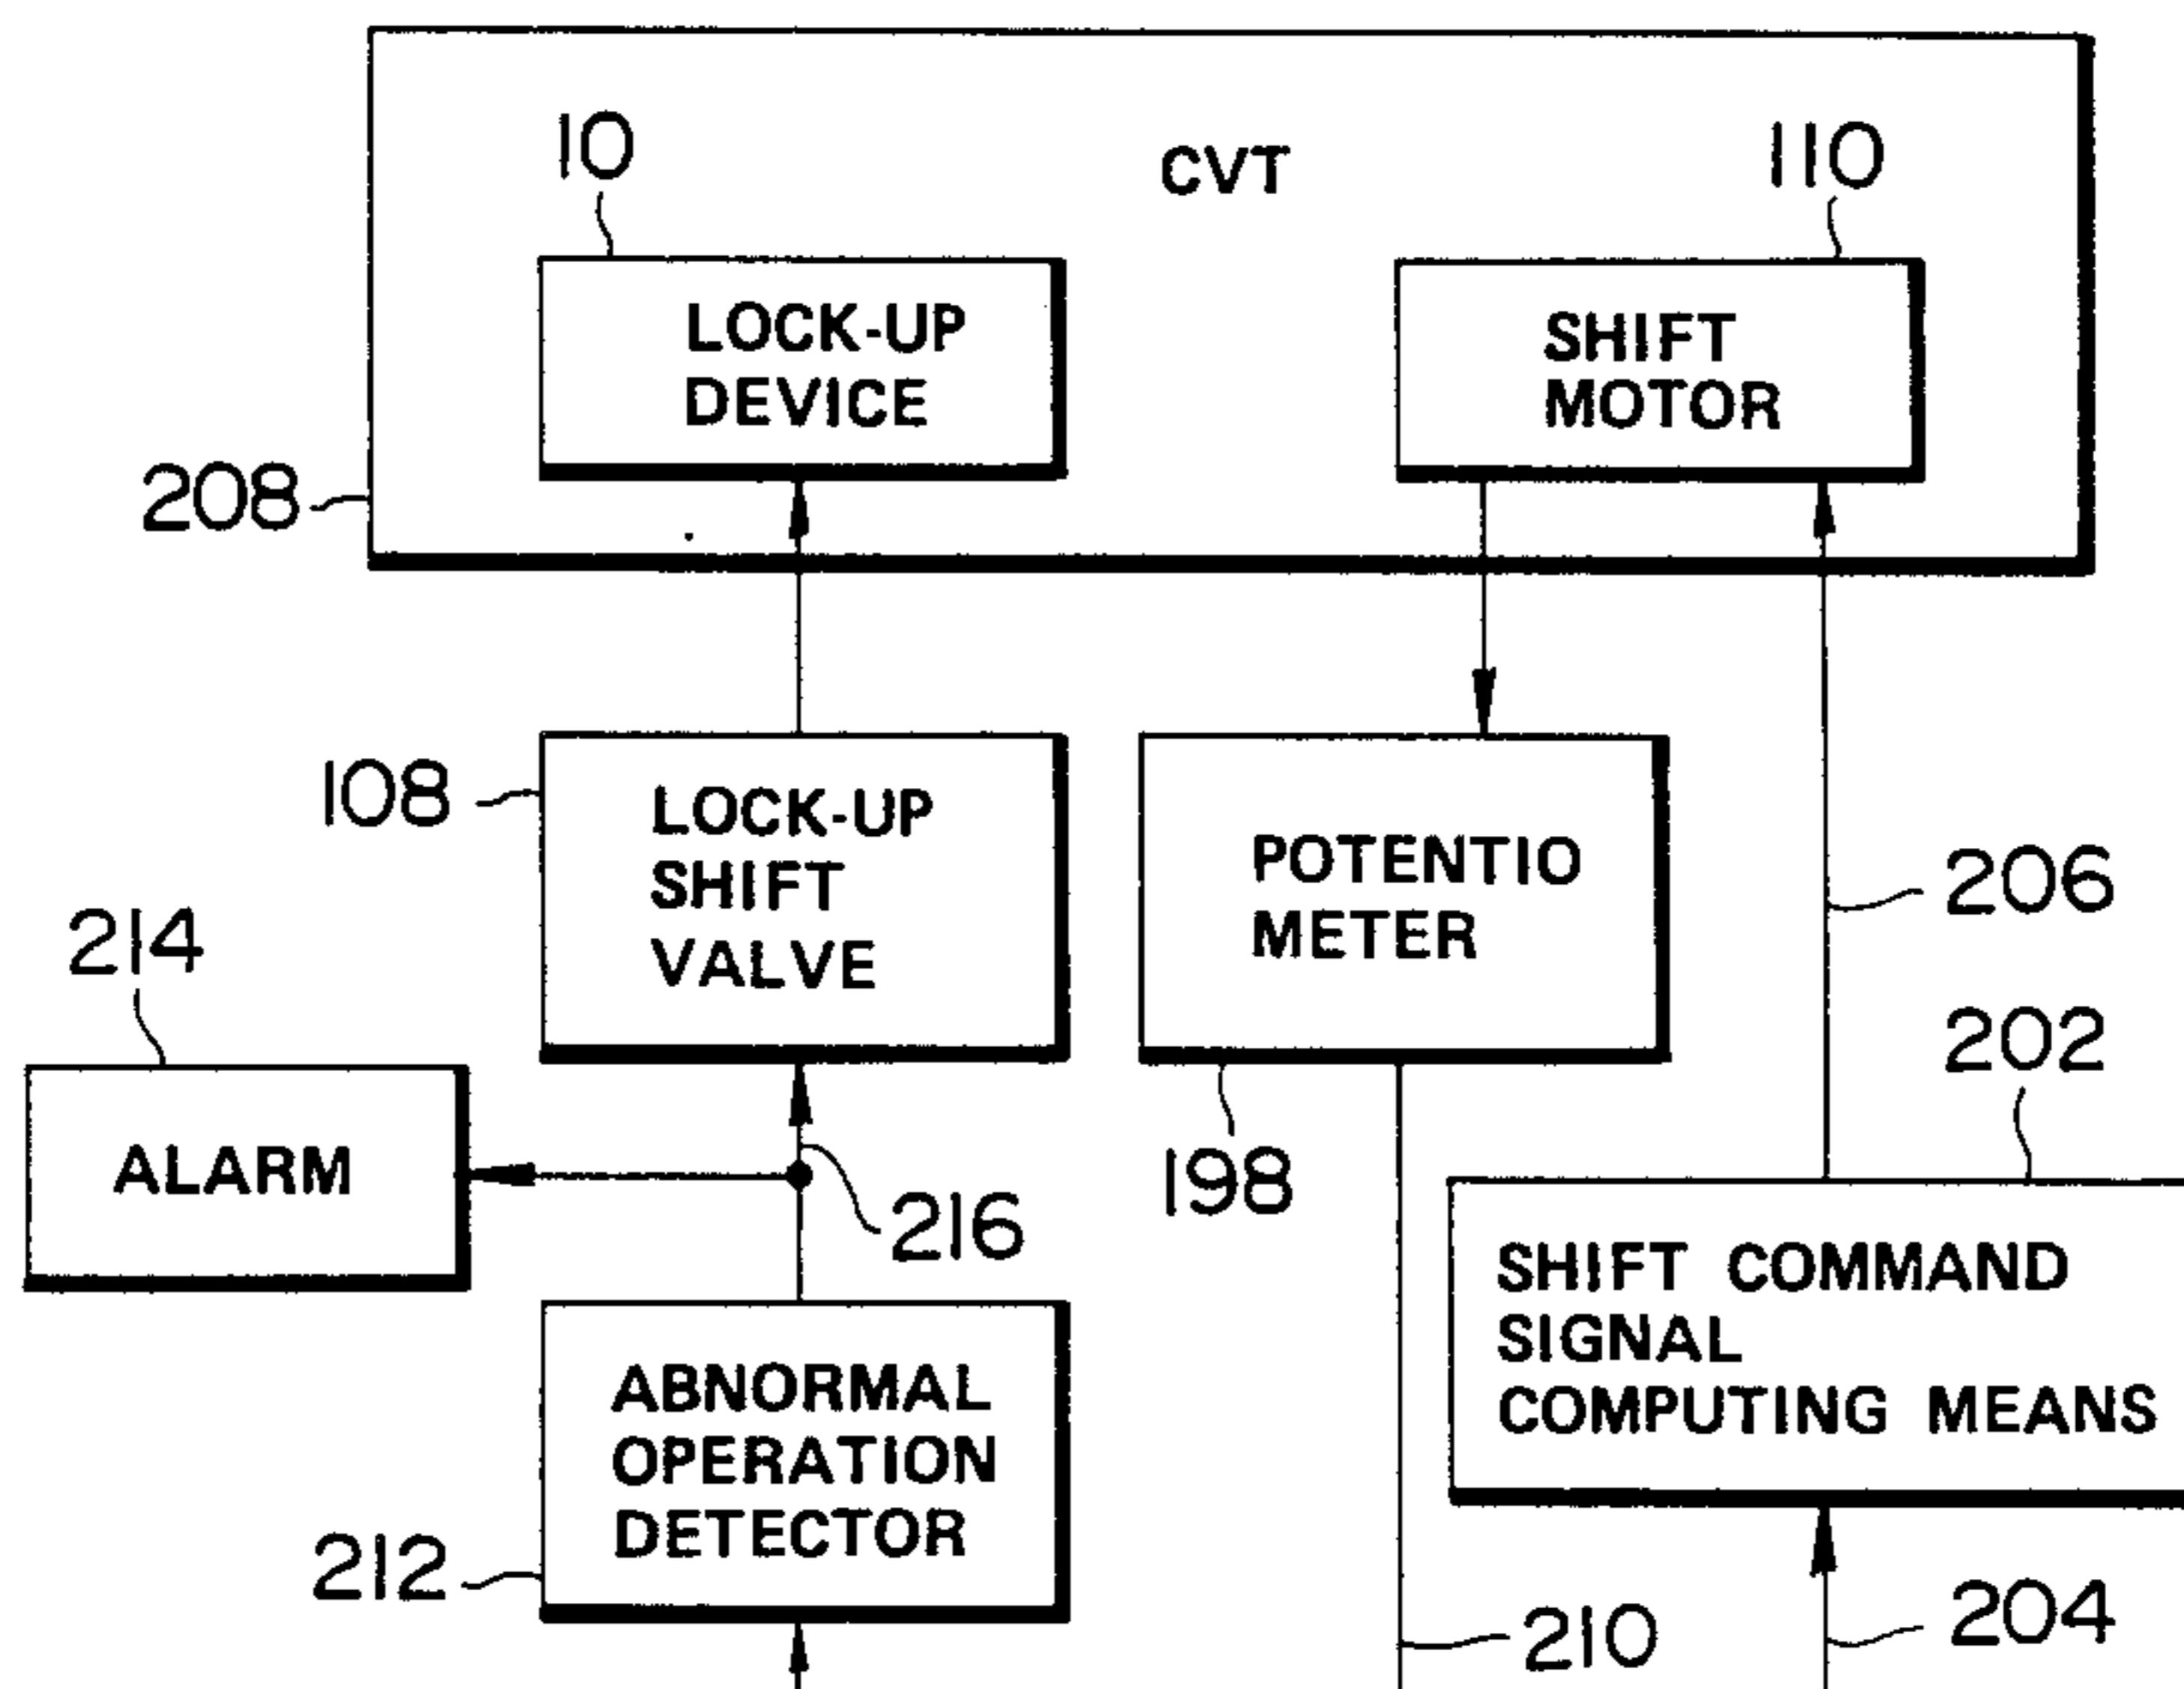 10
CVT
110
LOCK-UP
DEVICE
SHIFT
MOTOR
208
108
LOCK-UP
SHIFT
VALVE
POTENTIO
METER
206
214
202
ALARM
198
216
SHIFT COMMAND
SIGNAL
COMPUTING MEANS
ABNORMAL
OPERATION
DETECTOR
212
210
204